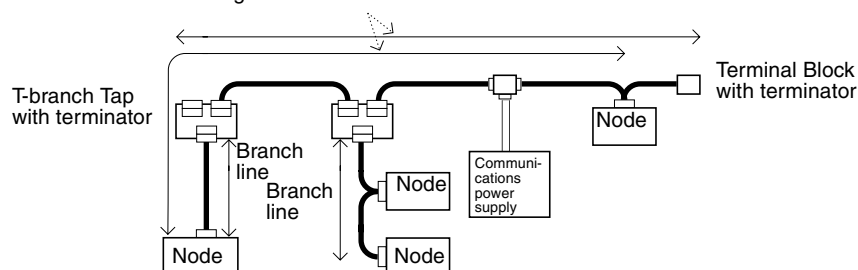 T-branch Tap
with terminator
Terminal Block
with terminator
Node
Branch
line
Branch
line
Communi-
cations
power
supply
Node
Node
Node